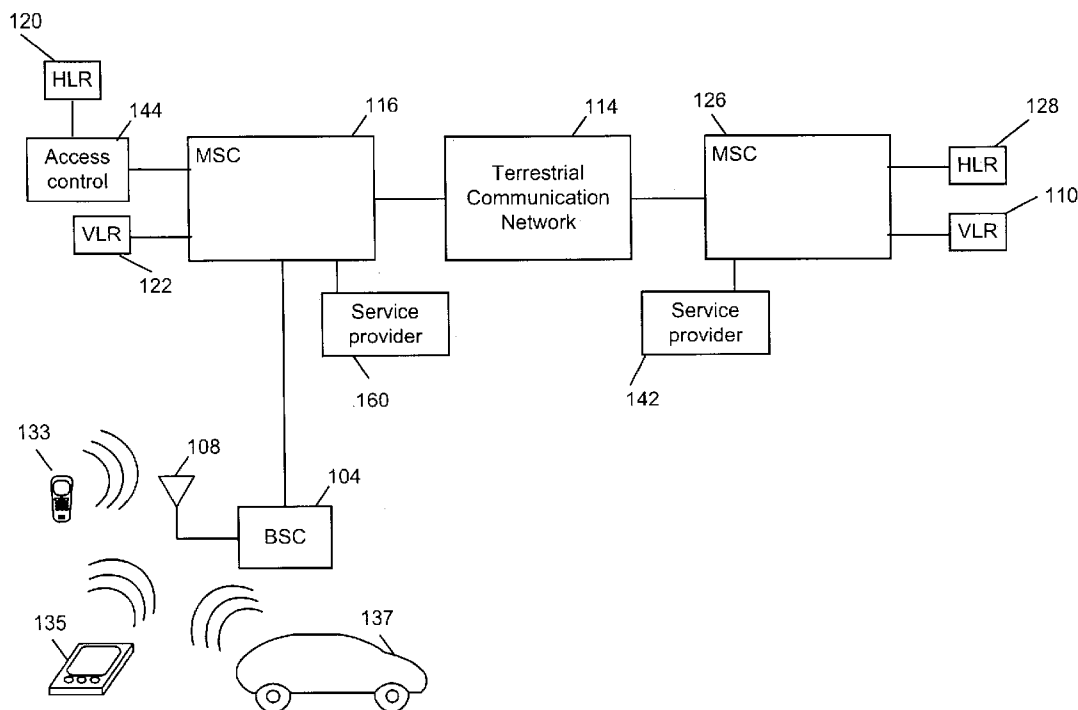 120
HLR
144
116
114
126
128
Access
control
MSC
Terrestrial
Communication
Network
MSC
HLR
110
VLR
VLR
122
Service
provider
Service
provider
.160
142
133
108
104
BSC
135
137